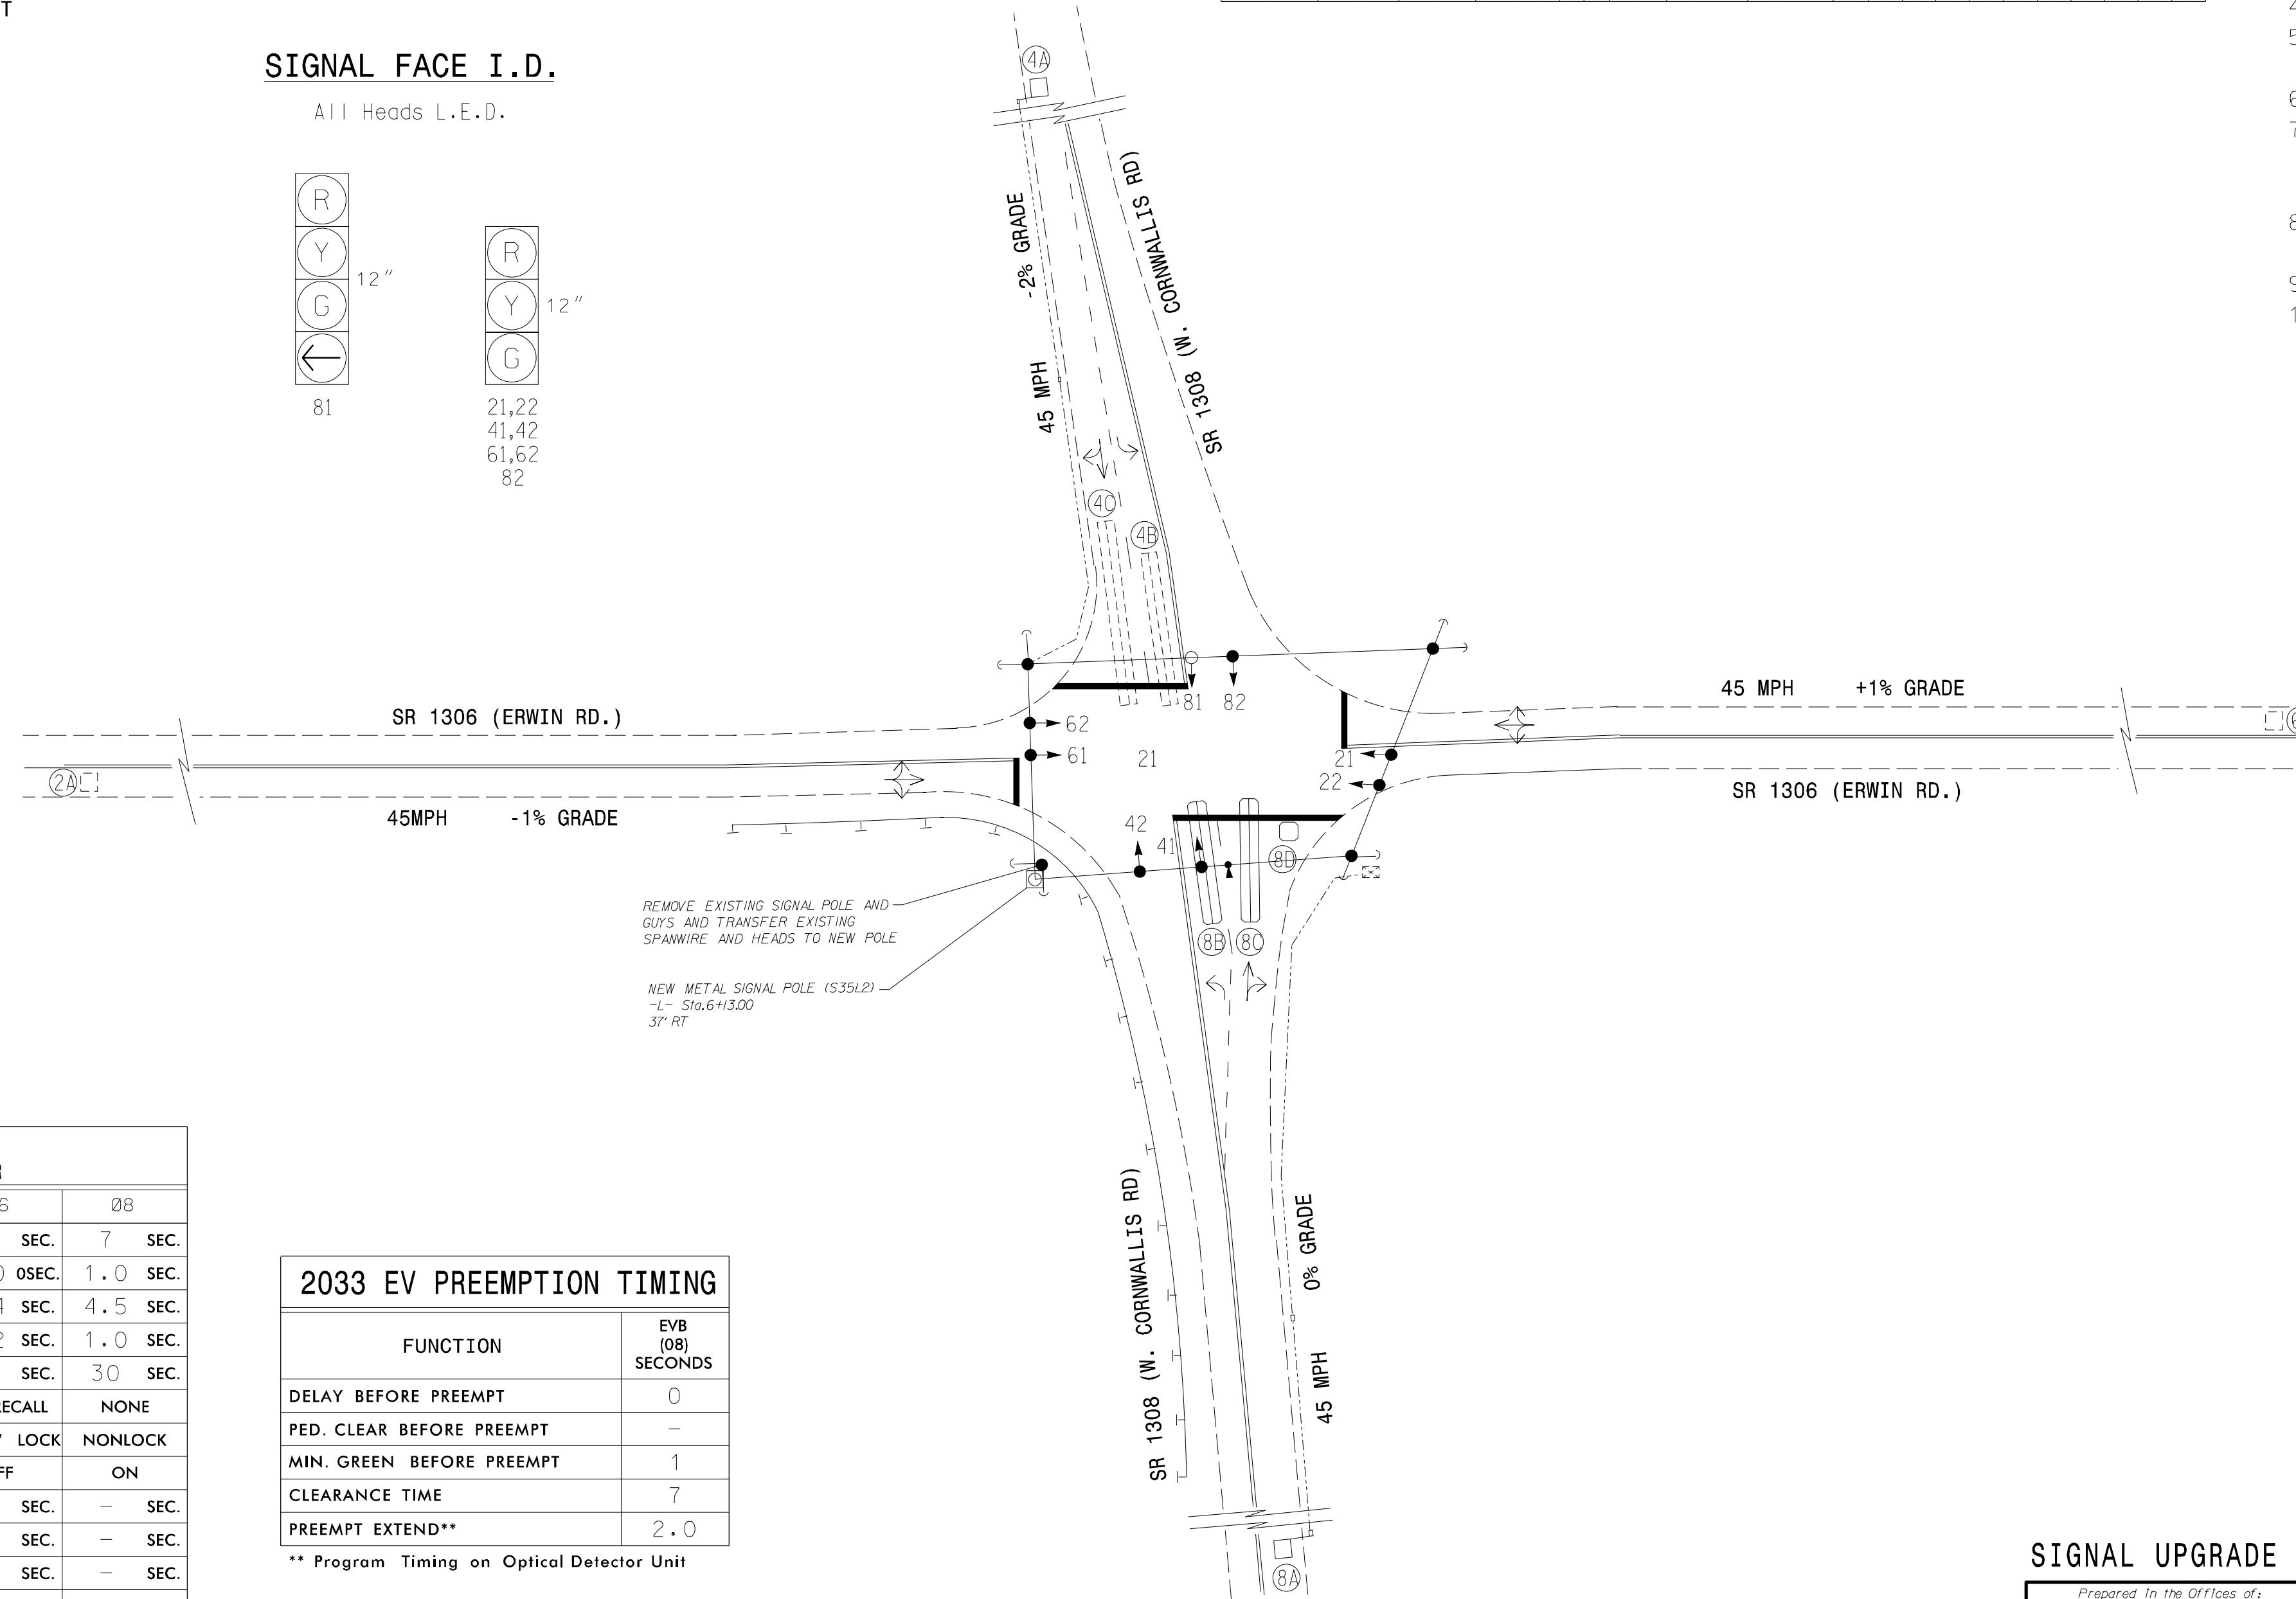 T
SIGNAL FACE I.D.
All Heads L.E.D.
R
Y
G
12"
81
R
Y
G
12"
21,22
41,42
61,62
82
4A
-2% GRADE
45 MPH
SR 1308 (W. CORNWALLIS RD)
4C
4B
81
82
62
61
21
21
22
SR 1306 (ERWIN RD.)
2A
45MPH -1% GRADE
45 MPH +1% GRADE
SR 1306 (ERWIN RD.)
42
41
8D
8B
8C
REMOVE EXISTING SIGNAL POLE AND
GUYS AND TRANSFER EXISTING
SPANWIRE AND HEADS TO NEW POLE
NEW METAL SIGNAL POLE (S35L2)
-L- Sta.6+13.00
37' RT
SR 1308 (W. CORNWALLIS RD)
0% GRADE
45 MPH
8A
Ø8
SEC. 7 SEC.
0SEC. 1.0 SEC.
SEC. 4.5 SEC.
SEC. 1.0 SEC.
SEC. 30 SEC.
RECALL NONE
LOCK NONLOCK
ON
SEC. – SEC.
SEC. – SEC.
SEC. – SEC.
2033 EV PREEMPTION TIMING
FUNCTION
EVB
(08)
SECONDS
DELAY BEFORE PREEMPT 0
PED. CLEAR BEFORE PREEMPT –
MIN. GREEN BEFORE PREEMPT 1
CLEARANCE TIME 7
PREEMPT EXTEND** 2.0
** Program Timing on Optical Detector Unit
SIGNAL UPGRADE
Prepared in the Offices of: